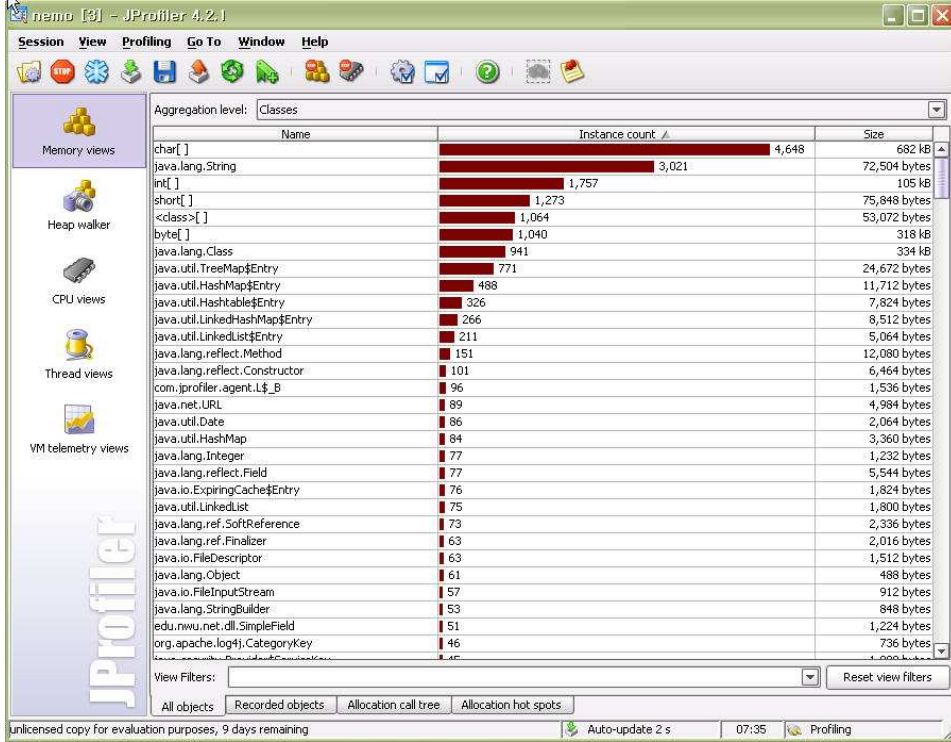 nemo [3] - JProfiler 4.2.1
Session View Profiling Go To Window Help
STOP
Memory views
Heap walker
CPU views
Thread views
VM telemetry views
JProfiler
Aggregation level: Classes
Name Instance count Size
char[ ] 4,648 682 kB
java.lang.String 3,021 72,504 bytes
int[ ] 1,757 105 kB
short[ ] 1,273 75,848 bytes
<class>[ ] 1,064 53,072 bytes
byte[ ] 1,040 318 kB
java.lang.Class 941 334 kB
java.util.TreeMap$Entry 771 24,672 bytes
java.util.HashMap$Entry 488 11,712 bytes
java.util.Hashtable$Entry 326 7,824 bytes
java.util.LinkedHashMap$Entry 266 8,512 bytes
java.util.LinkedList$Entry 211 5,064 bytes
java.lang.reflect.Method 151 12,080 bytes
java.lang.reflect.Constructor 101 6,464 bytes
com.jprofiler.agent.L$_B 96 1,536 bytes
java.net.URL 89 4,984 bytes
java.util.Date 86 2,064 bytes
java.util.HashMap 84 3,360 bytes
java.lang.Integer 77 1,232 bytes
java.lang.reflect.Field 77 5,544 bytes
java.io.ExpiringCache$Entry 76 1,824 bytes
java.util.LinkedList 75 1,800 bytes
java.lang.ref.SoftReference 73 2,336 bytes
java.lang.ref.Finalizer 63 2,016 bytes
java.io.FileDescriptor 63 1,512 bytes
java.lang.Object 61 488 bytes
java.io.FileInputStream 57 912 bytes
java.lang.StringBuilder 53 848 bytes
edu.nwu.net.dll.SimpleField 51 1,224 bytes
org.apache.log4j.CategoryKey 46 736 bytes
View Filters: Reset view filters
All objects Recorded objects Allocation call tree Allocation hot spots
unlicensed copy for evaluation purposes, 9 days remaining Auto-update 2 s 07:35 Profiling